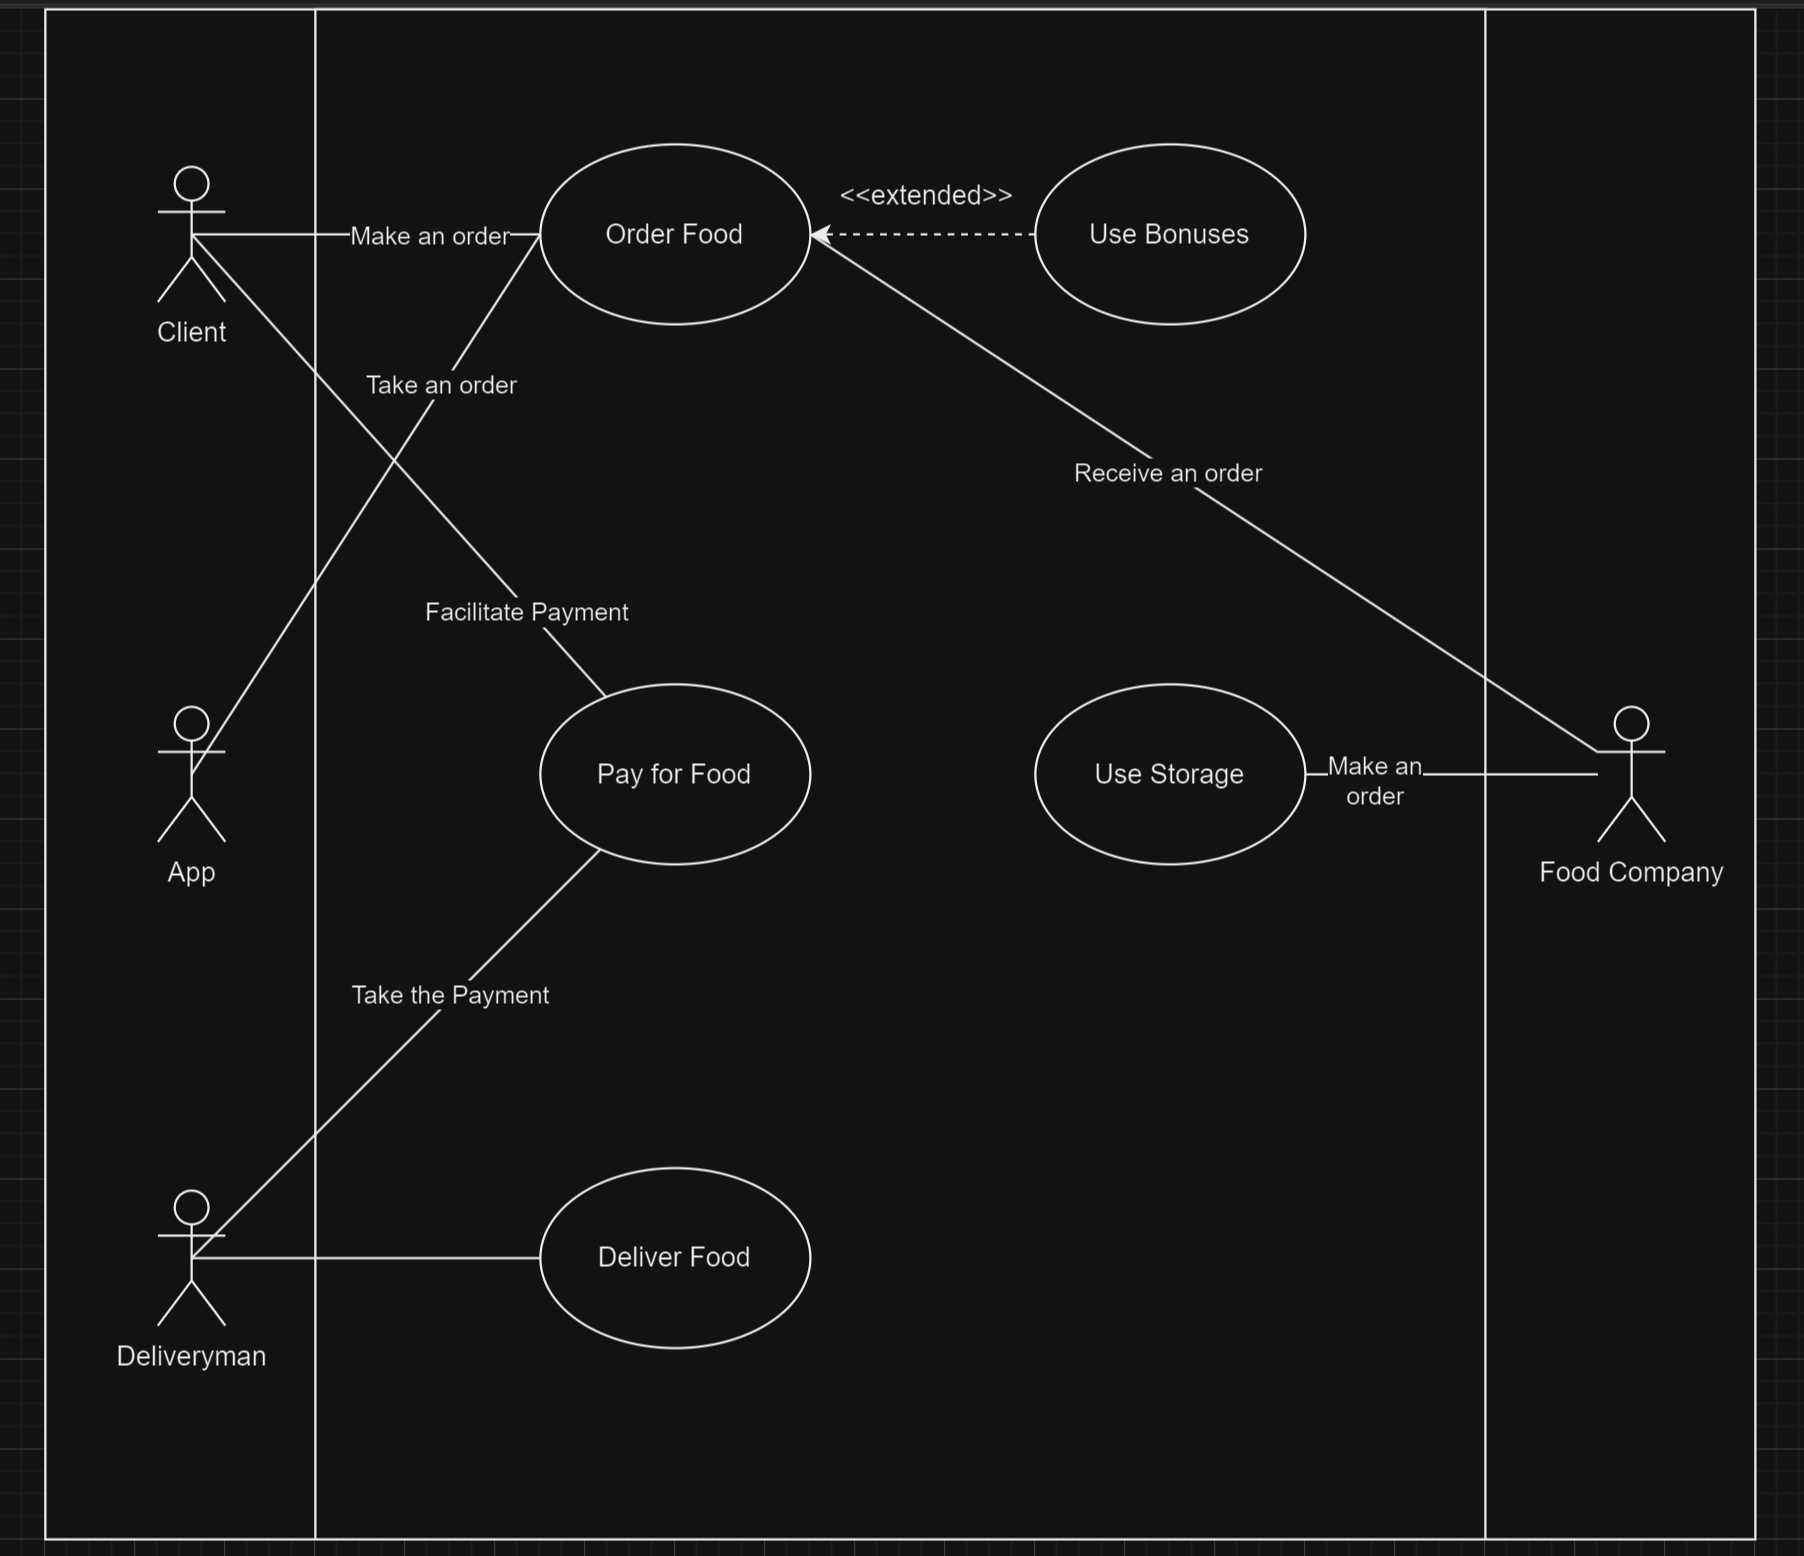 <<extended>>
Make an order
Order Food
Use Bonuses
Client
Take an order
Receive an order
Facilitate Payment
Pay for Food
Use Storage
Make an
order
App
Food Company
Take the Payment
Deliver Food
Deliveryman